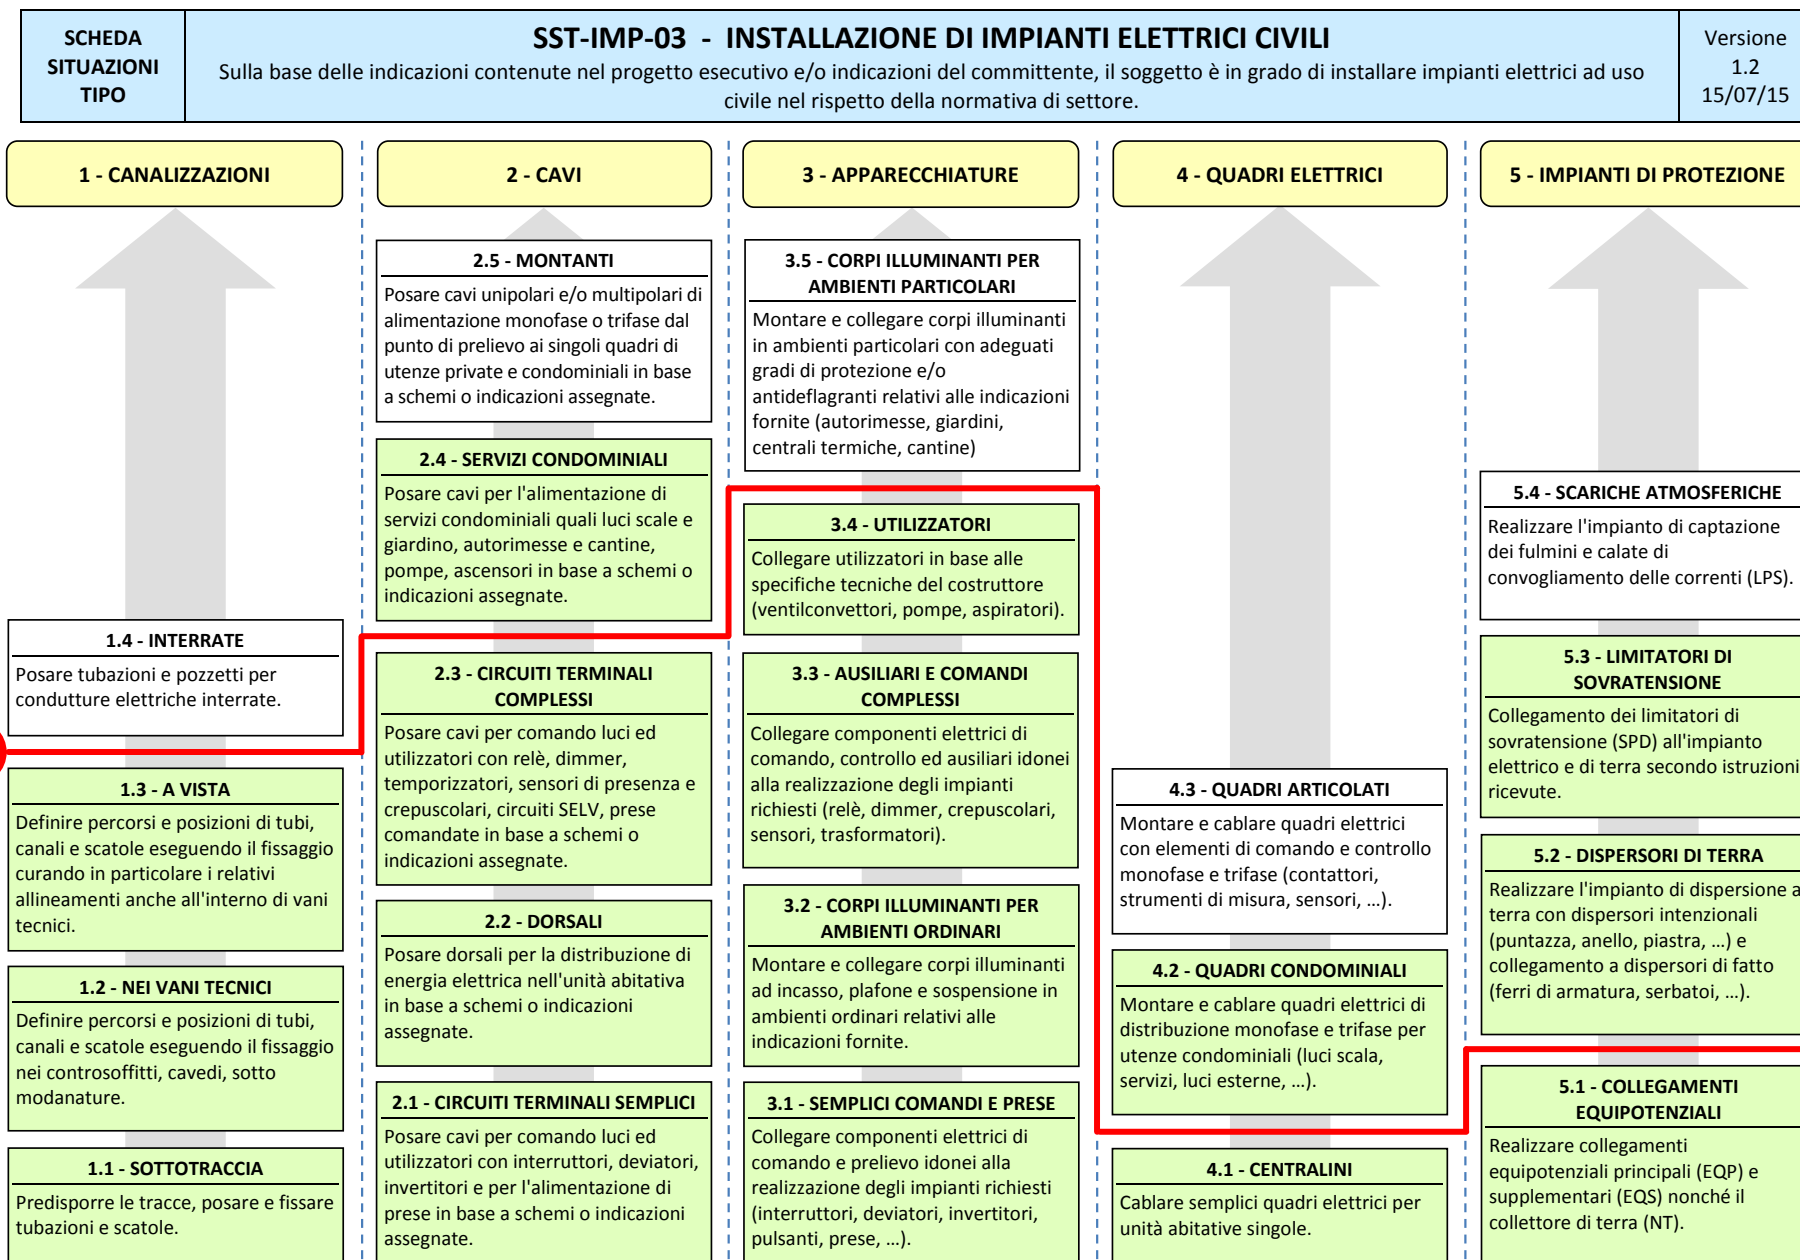 SCHEDA
SITUAZIONI
TIPO
SST-IMP-03 - INSTALLAZIONE DI IMPIANTI ELETTRICI CIVILI
Sulla base delle indicazioni contenute nel progetto esecutivo e/o indicazioni del committente, il soggetto è in grado di installare impianti elettrici ad uso
civile nel rispetto della normativa di settore.
Versione
1.2
15/07/15
1 - CANALIZZAZIONI
1.4 - INTERRATE
Posare tubazioni e pozzetti per
condutture elettriche interrate.
1.3 - A VISTA
Definire percorsi e posizioni di tubi,
canali e scatole eseguendo il fissaggio
curando in particolare i relativi
allineamenti anche all'interno di vani
tecnici.
1.2 - NEI VANI TECNICI
Definire percorsi e posizioni di tubi,
canali e scatole eseguendo il fissaggio
nei controsoffitti, cavedi, sotto
modanature.
1.1 - SOTTOTRACCIA
Predisporre le tracce, posare e fissare
tubazioni e scatole.
2 - CAVI
2.5 - MONTANTI
Posare cavi unipolari e/o multipolari di
alimentazione monofase o trifase dal
punto di prelievo ai singoli quadri di
utenze private e condominiali in base
a schemi o indicazioni assegnate.
2.4 - SERVIZI CONDOMINIALI
Posare cavi per l'alimentazione di
servizi condominiali quali luci scale e
giardino, autorimesse e cantine,
pompe, ascensori in base a schemi o
indicazioni assegnate.
2.3 - CIRCUITI TERMINALI
COMPLESSI
Posare cavi per comando luci ed
utilizzatori con relè, dimmer,
temporizzatori, sensori di presenza e
crepuscolari, circuiti SELV, prese
comandate in base a schemi o
indicazioni assegnate.
2.2 - DORSALI
Posare dorsali per la distribuzione di
energia elettrica nell'unità abitativa
in base a schemi o indicazioni
assegnate.
2.1 - CIRCUITI TERMINALI SEMPLICI
Posare cavi per comando luci ed
utilizzatori con interruttori, deviatori,
invertitori e per l'alimentazione di
prese in base a schemi o indicazioni
assegnate.
3 - APPARECCHIATURE
3.5 - CORPI ILLUMINANTI PER
AMBIENTI PARTICOLARI
Montare e collegare corpi illuminanti
in ambienti particolari con adeguati
gradi di protezione e/o
antideflagranti relativi alle indicazioni
fornite (autorimesse, giardini,
centrali termiche, cantine)
3.4 - UTILIZZATORI
Collegare utilizzatori in base alle
specifiche tecniche del costruttore
(ventilconvettori, pompe, aspiratori).
3.3 - AUSILIARI E COMANDI
COMPLESSI
Collegare componenti elettrici di
comando, controllo ed ausiliari idonei
alla realizzazione degli impianti
richiesti (relè, dimmer, crepuscolari,
sensori, trasformatori).
3.2 - CORPI ILLUMINANTI PER
AMBIENTI ORDINARI
Montare e collegare corpi illuminanti
ad incasso, plafone e sospensione in
ambienti ordinari relativi alle
indicazioni fornite.
3.1 - SEMPLICI COMANDI E PRESE
Collegare componenti elettrici di
comando e prelievo idonei alla
realizzazione degli impianti richiesti
(interruttori, deviatori, invertitori,
pulsanti, prese, ...).
4 - QUADRI ELETTRICI
4.3 - QUADRI ARTICOLATI
Montare e cablare quadri elettrici
con elementi di comando e controllo
monofase e trifase (contattori,
strumenti di misura, sensori, ...).
4.2 - QUADRI CONDOMINIALI
Montare e cablare quadri elettrici di
distribuzione monofase e trifase per
utenze condominiali (luci scala,
servizi, luci esterne, ...).
4.1 - CENTRALINI
Cablare semplici quadri elettrici per
unità abitative singole.
5 - IMPIANTI DI PROTEZIONE
5.4 - SCARICHE ATMOSFERICHE
Realizzare l'impianto di captazione
dei fulmini e calate di
convogliamento delle correnti (LPS).
5.3 - LIMITATORI DI
SOVRATENSIONE
Collegamento dei limitatori di
sovratensione (SPD) all'impianto
elettrico e di terra secondo istruzioni
ricevute.
5.2 - DISPERSORI DI TERRA
Realizzare l'impianto di dispersione a
terra con dispersori intenzionali
(puntazza, anello, piastra, ...) e
collegamento a dispersori di fatto
(ferri di armatura, serbatoi, ...).
5.1 - COLLEGAMENTI
EQUIPOTENZIALI
Realizzare collegamenti
equipotenziali principali (EQP) e
supplementari (EQS) nonché il
collettore di terra (NT).